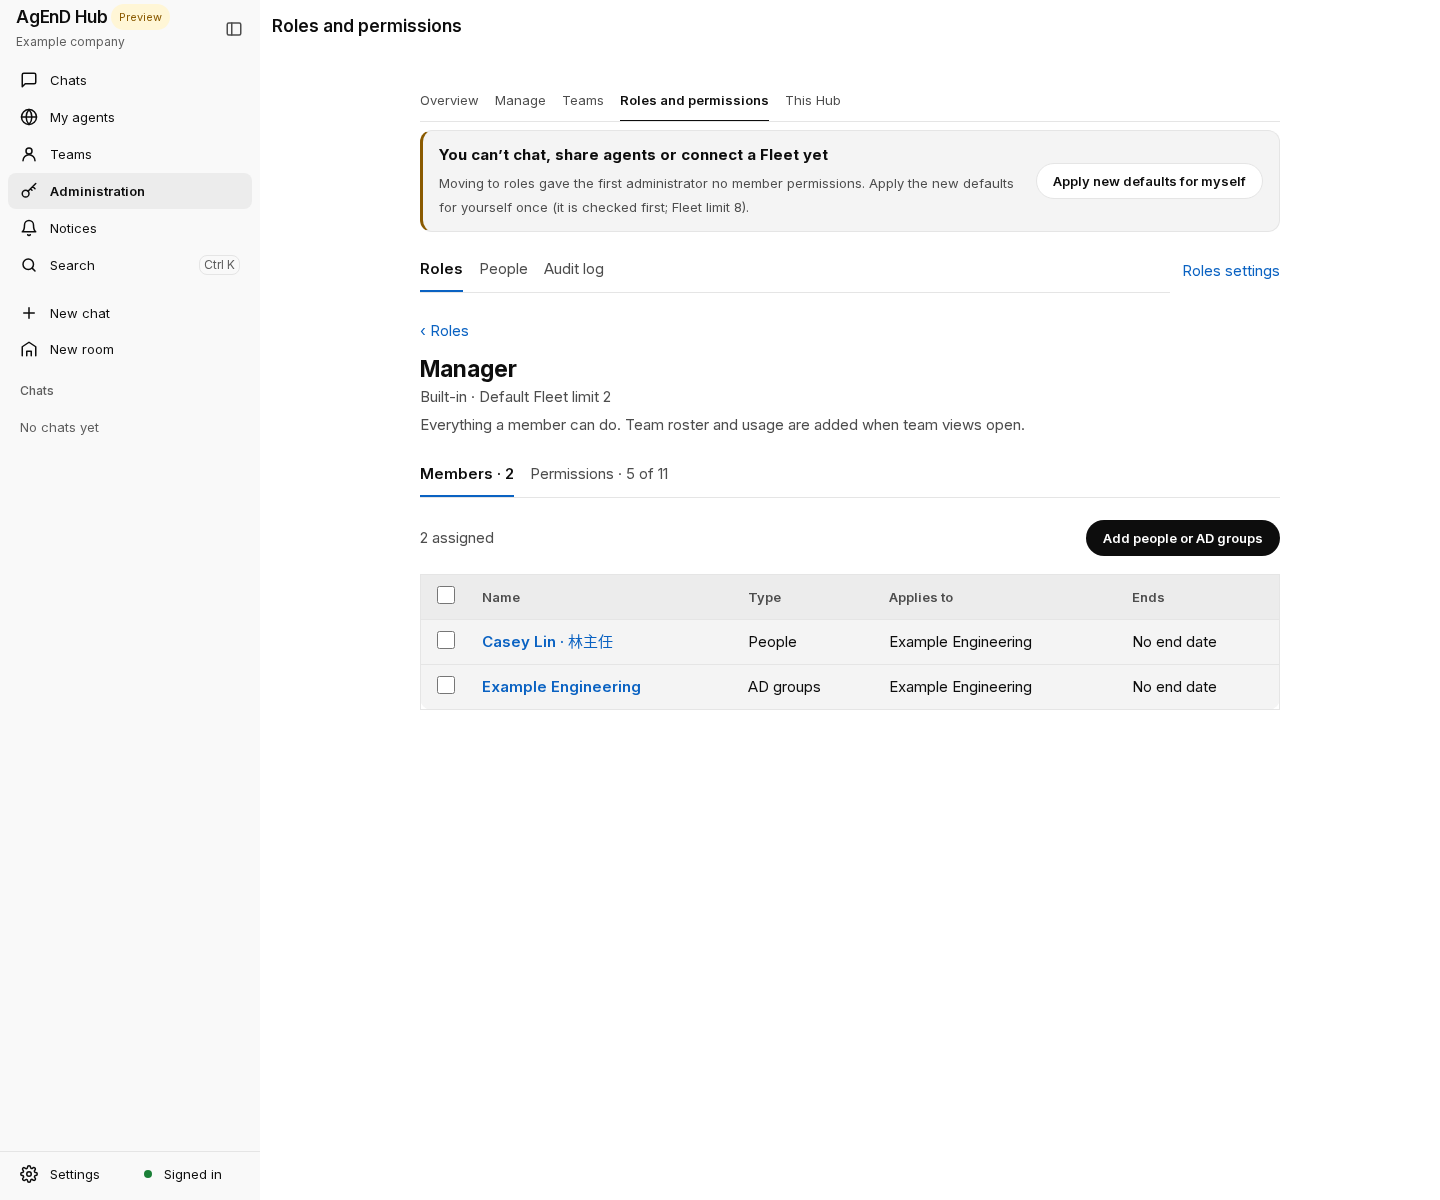 AgEnD Hub Preview
Example company
Chats
My agents
Teams
Administration
Notices
Search Ctrl K
New chat
New room
Chats
No chats yet
Settings Signed in
Roles and permissions
Overview Manage Teams Roles and permissions This Hub
You can’t chat, share agents or connect a Fleet yet
Moving to roles gave the first administrator no member permissions. Apply the new defaults
for yourself once (it is checked first; Fleet limit 8).
Apply new defaults for myself
Roles People Audit log Roles settings
‹ Roles
Manager
Built-in · Default Fleet limit 2
Everything a member can do. Team roster and usage are added when team views open.
Members · 2 Permissions · 5 of 11
2 assigned Add people or AD groups
Name Type Applies to Ends
Casey Lin · 林主任 People Example Engineering No end date
Example Engineering AD groups Example Engineering No end date